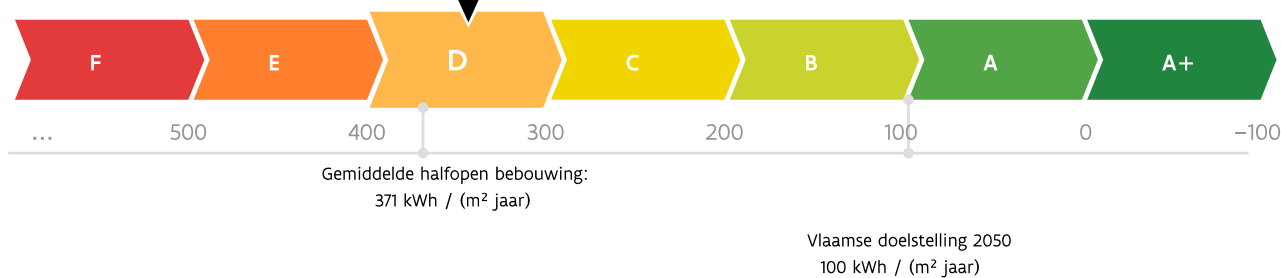 F E D C B A A+
... 500 400 300 200 100 0 –100
Gemiddelde halfopen bebouwing:
371 kWh / (m² jaar)
Vlaamse doelstelling 2050
100 kWh / (m² jaar)